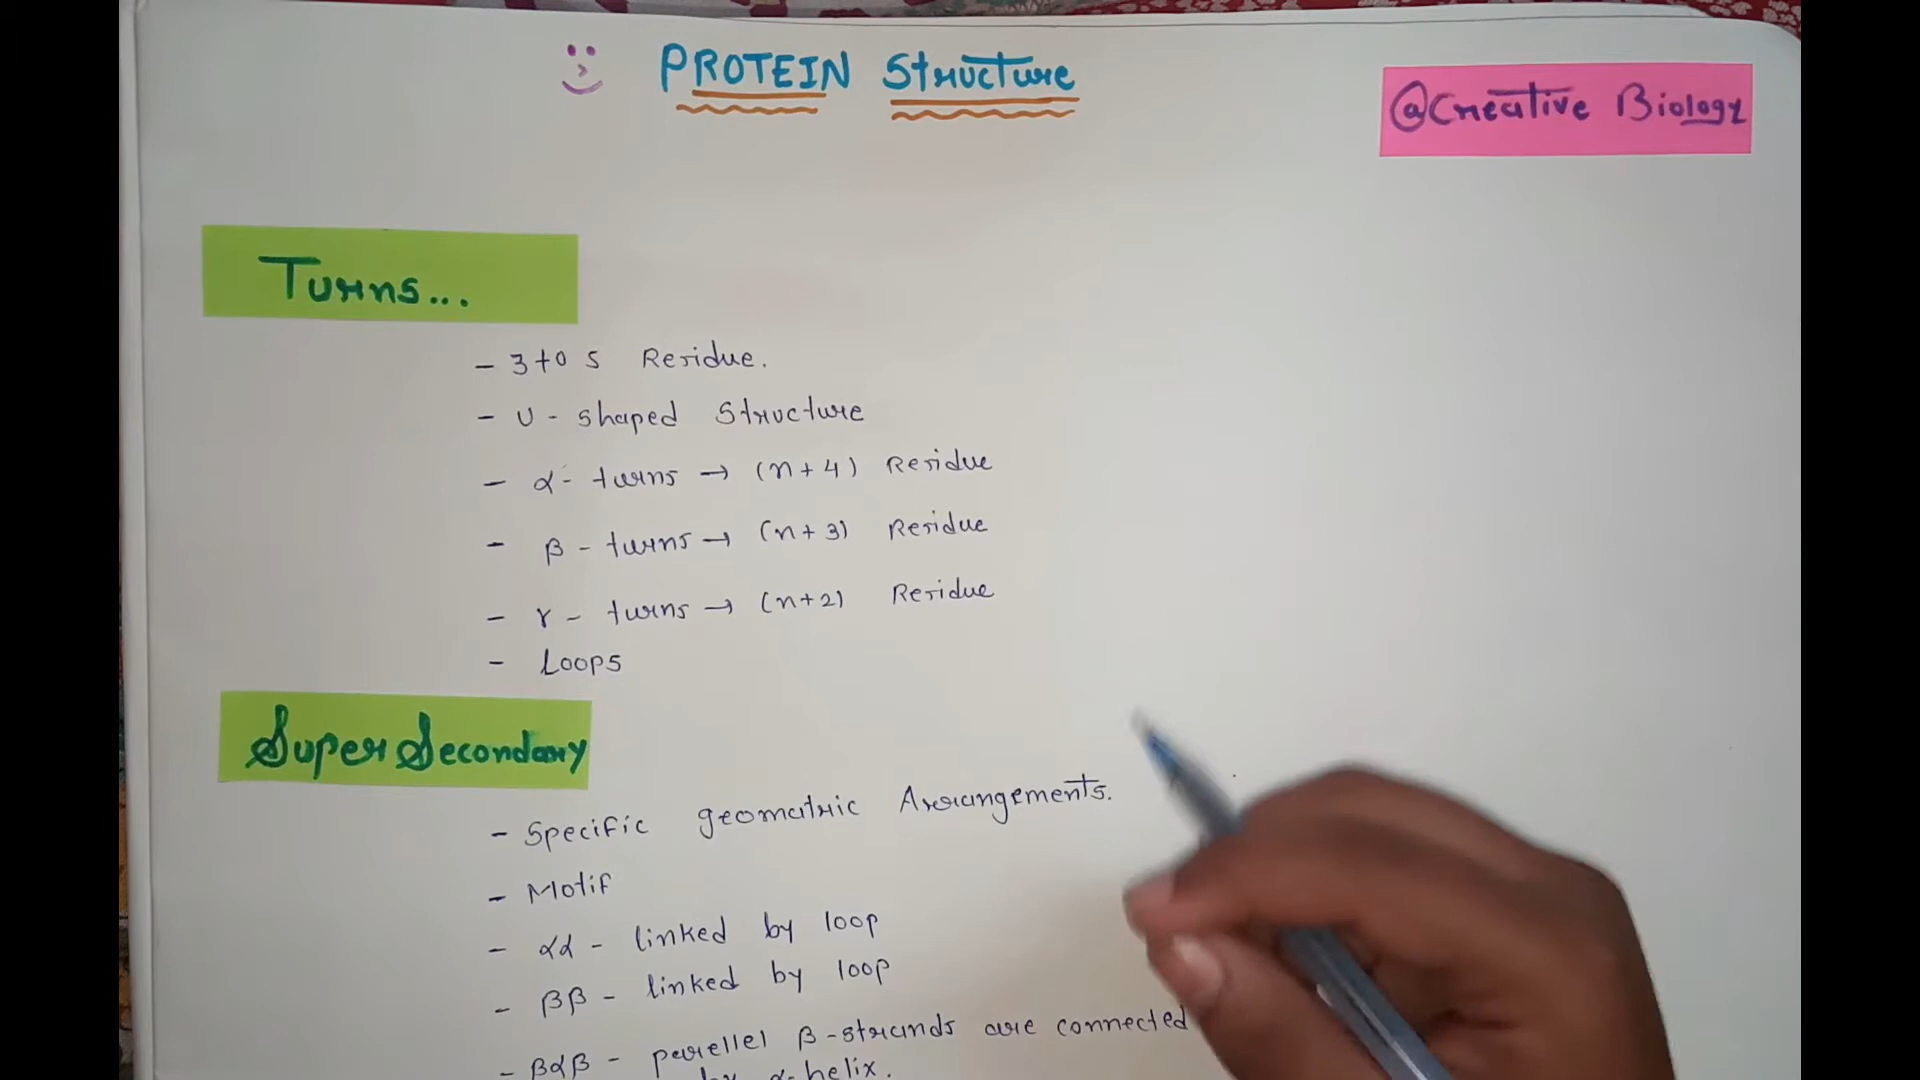 PROTEIN Structure
@Creative Biology
Turns...
- 3 to 5 Residue.
- U - shaped Structure
- α - turns → (n+4) Residue
- β - turns → (n+3) Residue
- γ - turns → (n+2) Residue
- Loops
Super Secondary
- Specific geomatric Arrangements.
- Motif
- αα - linked by loop
- ββ - linked by loop
- βαβ - parellel β-strands are connected
by α-helix.